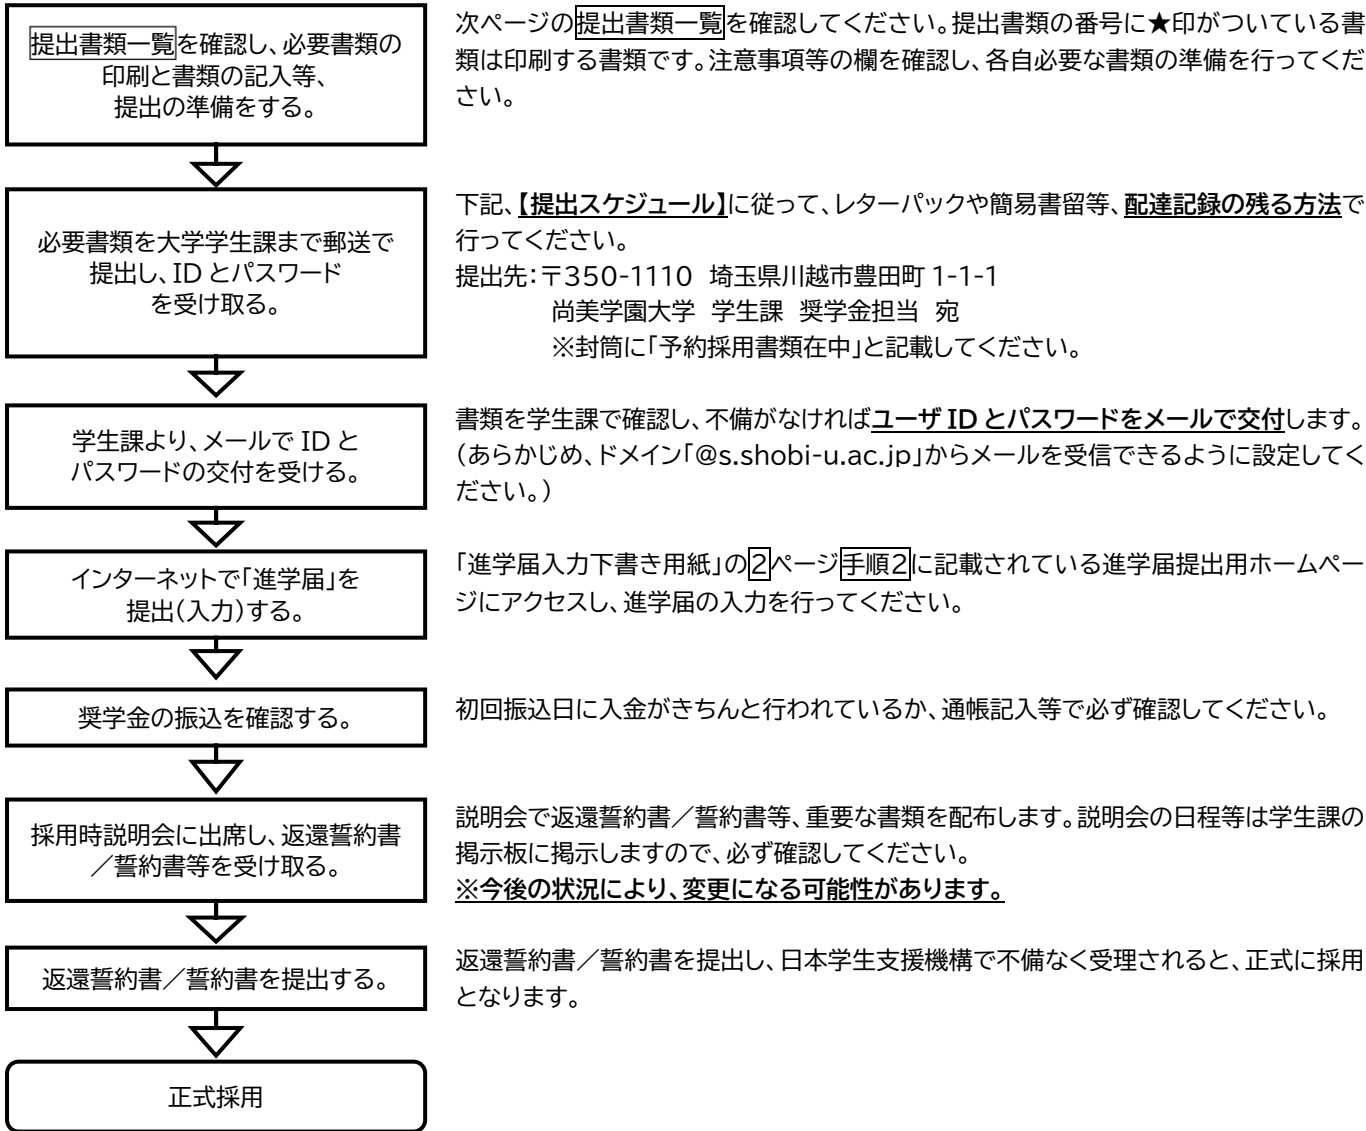 提出書類一覧を確認し、必要書類の
印刷と書類の記入等、
提出の準備をする。
次ページの提出書類一覧を確認してください。提出書類の番号に★印がついている書
類は印刷する書類です。注意事項等の欄を確認し、各自必要な書類の準備を行ってくだ
さい。
必要書類を大学学生課まで郵送で
提出し、ID とパスワード
を受け取る。
下記、【提出スケジュール】に従って、レターパックや簡易書留等、配達記録の残る方法で
行ってください。
提出先：〒350-1110 埼玉県川越市豊田町 1-1-1
尚美学園大学 学生課 奨学金担当 宛
※封筒に「予約採用書類在中」と記載してください。
学生課より、メールで ID と
パスワードの交付を受ける。
書類を学生課で確認し、不備がなければユーザ ID とパスワードをメールで交付します。
（あらかじめ、ドメイン「@s.shobi-u.ac.jp」からメールを受信できるように設定してく
ださい。）
インターネットで「進学届」を
提出（入力）する。
「進学届入力下書き用紙」の2ページ手順2に記載されている進学届提出用ホームペー
ジにアクセスし、進学届の入力を行ってください。
奨学金の振込を確認する。
初回振込日に入金がきちんと行われているか、通帳記入等で必ず確認してください。
採用時説明会に出席し、返還誓約書
／誓約書等を受け取る。
説明会で返還誓約書／誓約書等、重要な書類を配布します。説明会の日程等は学生課の
掲示板に掲示しますので、必ず確認してください。
※今後の状況により、変更になる可能性があります。
返還誓約書／誓約書を提出する。
返還誓約書／誓約書を提出し、日本学生支援機構で不備なく受理されると、正式に採用
となります。
正式採用